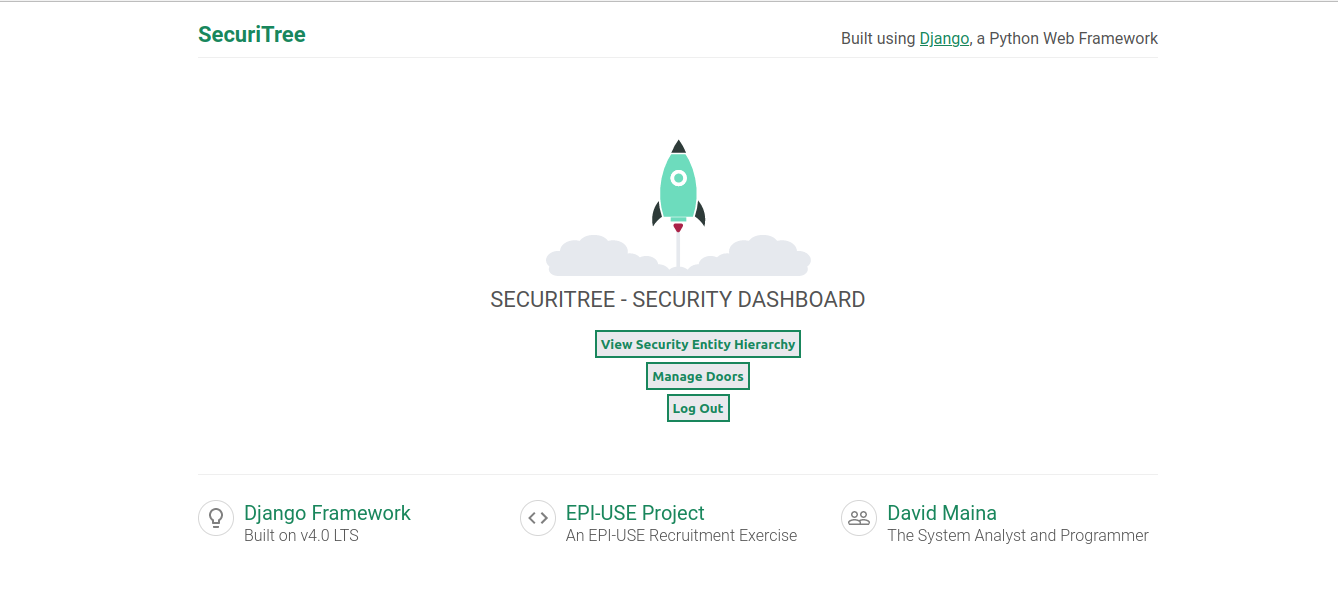 SecuriTree
Built using Django, a Python Web Framework
SECURITREE - SECURITY DASHBOARD
View Security Entity Hierarchy
Manage Doors
Log Out
Django Framework
Built on v4.0 LTS
EPI-USE Project
An EPI-USE Recruitment Exercise
David Maina
The System Analyst and Programmer